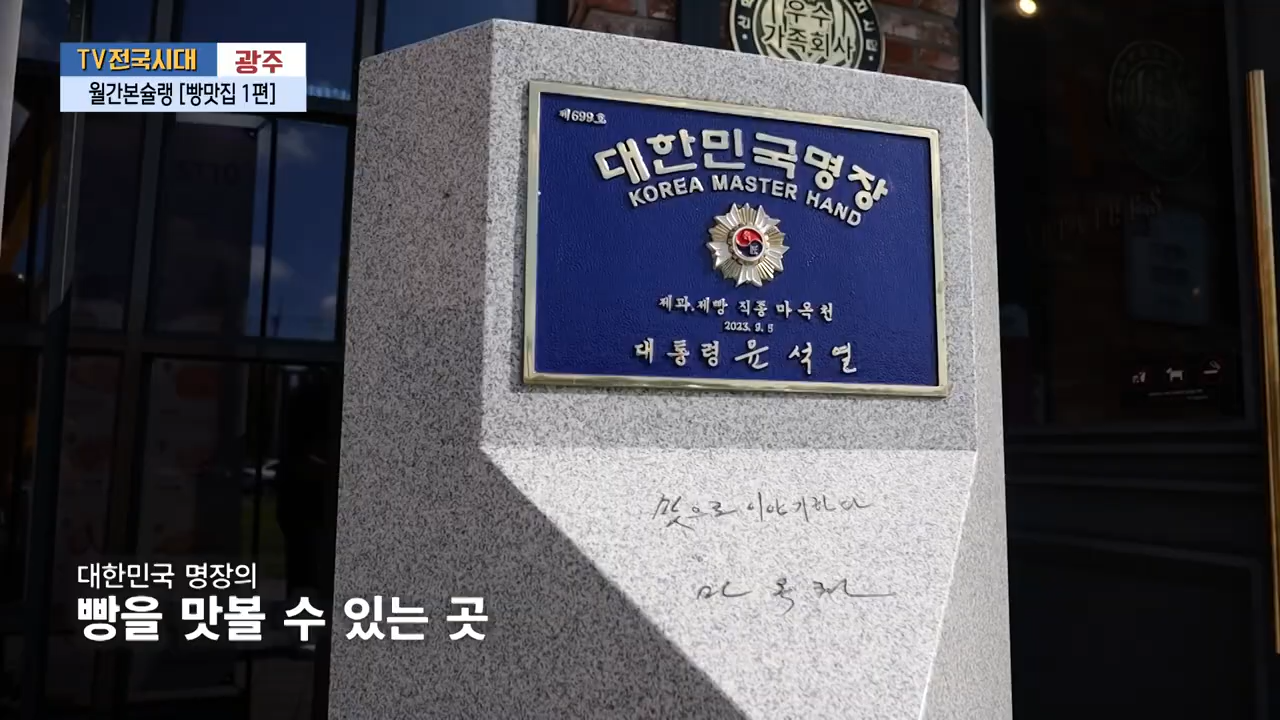 TV전국시대 광주
월간본슐랭 [빵맛집 1편]
우수
가족회사
제699호
대한민국명장
KOREA MASTER HAND
제과.제빵 직종 마옥천
2023. 9. 5
대통령 윤석열
맛으로 이야기하다
마옥천
대한민국 명장의
빵을 맛볼 수 있는 곳